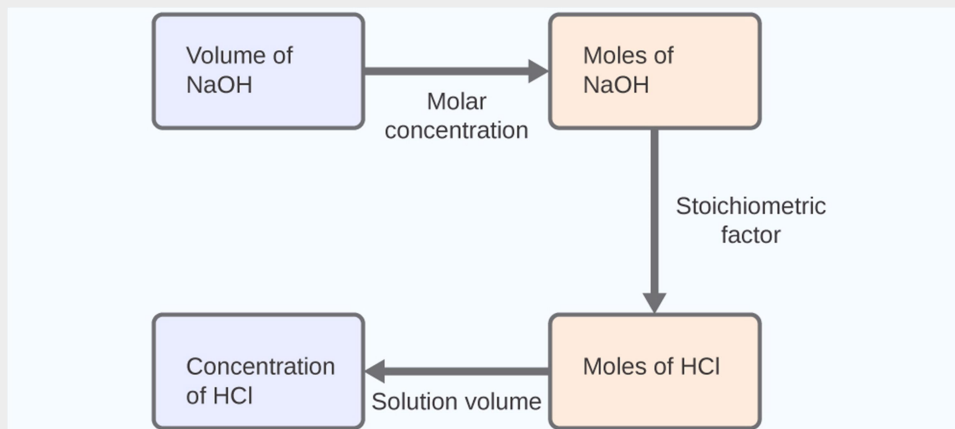 Volume of
NaOH
Molar
concentration
Moles of
NaOH
Stoichiometric
factor
Moles of HCl
Solution volume
Concentration
of HCl